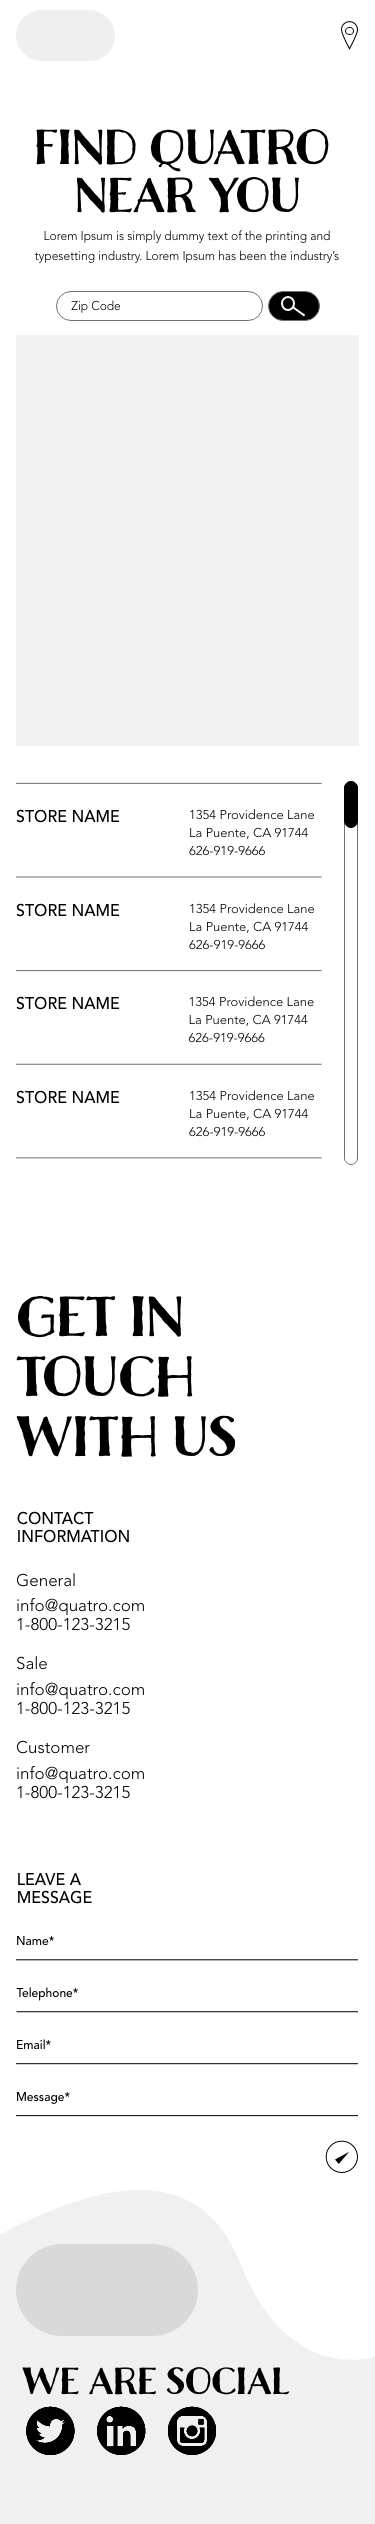 FIND QUATRO
NEAR YOU
Lorem Ipsum is simply dummy text of the printing and
typesetting industry. Lorem Ipsum has been the industry's
Zip Code
STORE NAME
1354 Providence Lane
La Puente, CA 91744
626-919-9666
STORE NAME
1354 Providence Lane
La Puente, CA 91744
626-919-9666
STORE NAME
1354 Providence Lane
La Puente, CA 91744
626-919-9666
STORE NAME
1354 Providence Lane
La Puente, CA 91744
626-919-9666
GET IN
TOUCH
WITH US
CONTACT
INFORMATION
General
info@quatro.com
1-800-123-3215
Sale
info@quatro.com
1-800-123-3215
Customer
info@quatro.com
1-800-123-3215
LEAVE A
MESSAGE
Name*
Telephone*
Email*
Message*
WE ARE SOCIAL
in